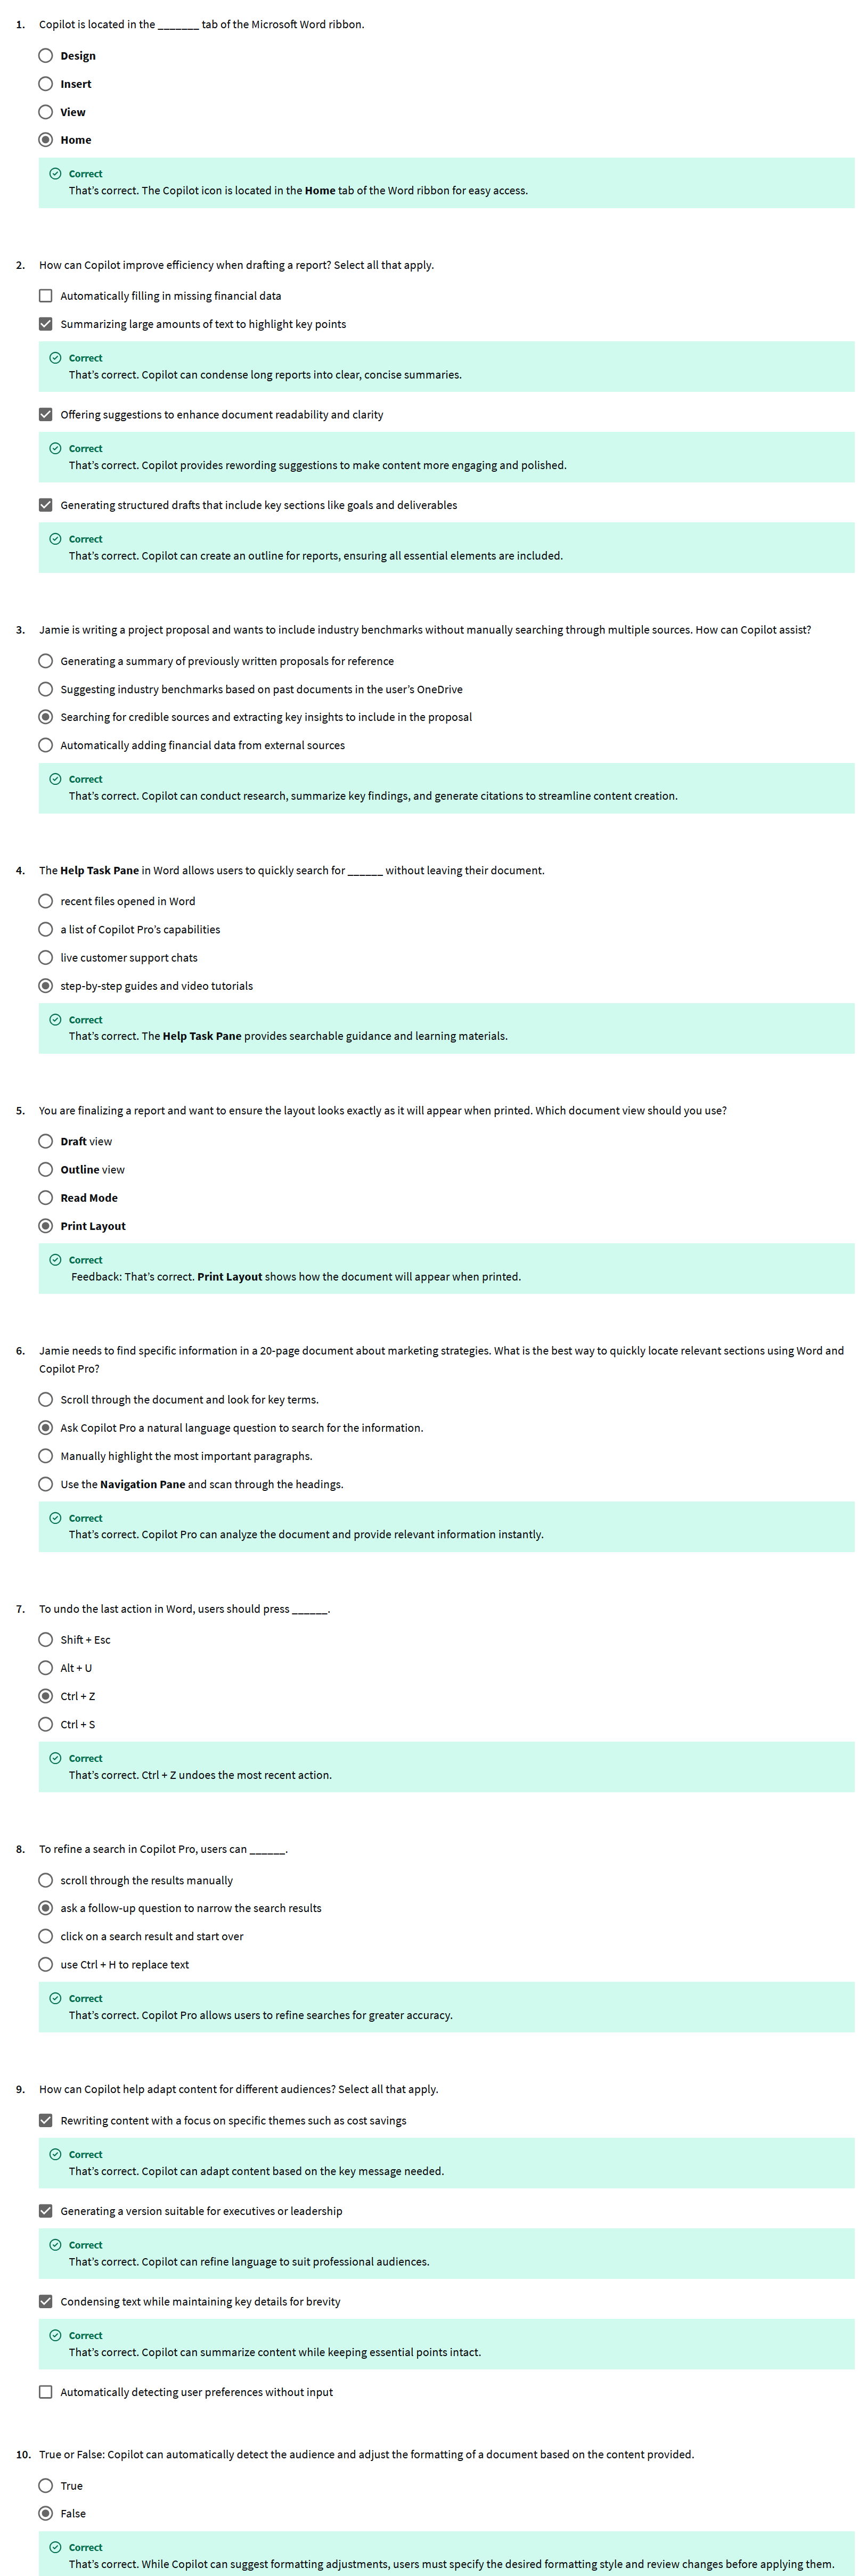 1. Copilot is located in the _______ tab of the Microsoft Word ribbon.
Design
Insert
View
Home
Correct
That's correct. The Copilot icon is located in the Home tab of the Word ribbon for easy access.
2. How can Copilot improve efficiency when drafting a report? Select all that apply.
Automatically filling in missing financial data
Summarizing large amounts of text to highlight key points
Correct
That's correct. Copilot can condense long reports into clear, concise summaries.
Offering suggestions to enhance document readability and clarity
Correct
That's correct. Copilot provides rewording suggestions to make content more engaging and polished.
Generating structured drafts that include key sections like goals and deliverables
Correct
That's correct. Copilot can create an outline for reports, ensuring all essential elements are included.
3. Jamie is writing a project proposal and wants to include industry benchmarks without manually searching through multiple sources. How can Copilot assist?
Generating a summary of previously written proposals for reference
Suggesting industry benchmarks based on past documents in the user's OneDrive
Searching for credible sources and extracting key insights to include in the proposal
Automatically adding financial data from external sources
Correct
That's correct. Copilot can conduct research, summarize key findings, and generate citations to streamline content creation.
4. The Help Task Pane in Word allows users to quickly search for ______ without leaving their document.
recent files opened in Word
a list of Copilot Pro's capabilities
live customer support chats
step-by-step guides and video tutorials
Correct
That's correct. The Help Task Pane provides searchable guidance and learning materials.
5. You are finalizing a report and want to ensure the layout looks exactly as it will appear when printed. Which document view should you use?
Draft view
Outline view
Read Mode
Print Layout
Correct
Feedback: That's correct. Print Layout shows how the document will appear when printed.
6. Jamie needs to find specific information in a 20-page document about marketing strategies. What is the best way to quickly locate relevant sections using Word and
Copilot Pro?
Scroll through the document and look for key terms.
Ask Copilot Pro a natural language question to search for the information.
Manually highlight the most important paragraphs.
Use the Navigation Pane and scan through the headings.
Correct
That's correct. Copilot Pro can analyze the document and provide relevant information instantly.
7. To undo the last action in Word, users should press ______.
Shift + Esc
Alt + U
Ctrl + Z
Ctrl + S
Correct
That's correct. Ctrl + Z undoes the most recent action.
8. To refine a search in Copilot Pro, users can ______.
scroll through the results manually
ask a follow-up question to narrow the search results
click on a search result and start over
use Ctrl + H to replace text
Correct
That's correct. Copilot Pro allows users to refine searches for greater accuracy.
9. How can Copilot help adapt content for different audiences? Select all that apply.
Rewriting content with a focus on specific themes such as cost savings
Correct
That's correct. Copilot can adapt content based on the key message needed.
Generating a version suitable for executives or leadership
Correct
That's correct. Copilot can refine language to suit professional audiences.
Condensing text while maintaining key details for brevity
Correct
That's correct. Copilot can summarize content while keeping essential points intact.
Automatically detecting user preferences without input
10. True or False: Copilot can automatically detect the audience and adjust the formatting of a document based on the content provided.
True
False
Correct
That's correct. While Copilot can suggest formatting adjustments, users must specify the desired formatting style and review changes before applying them.